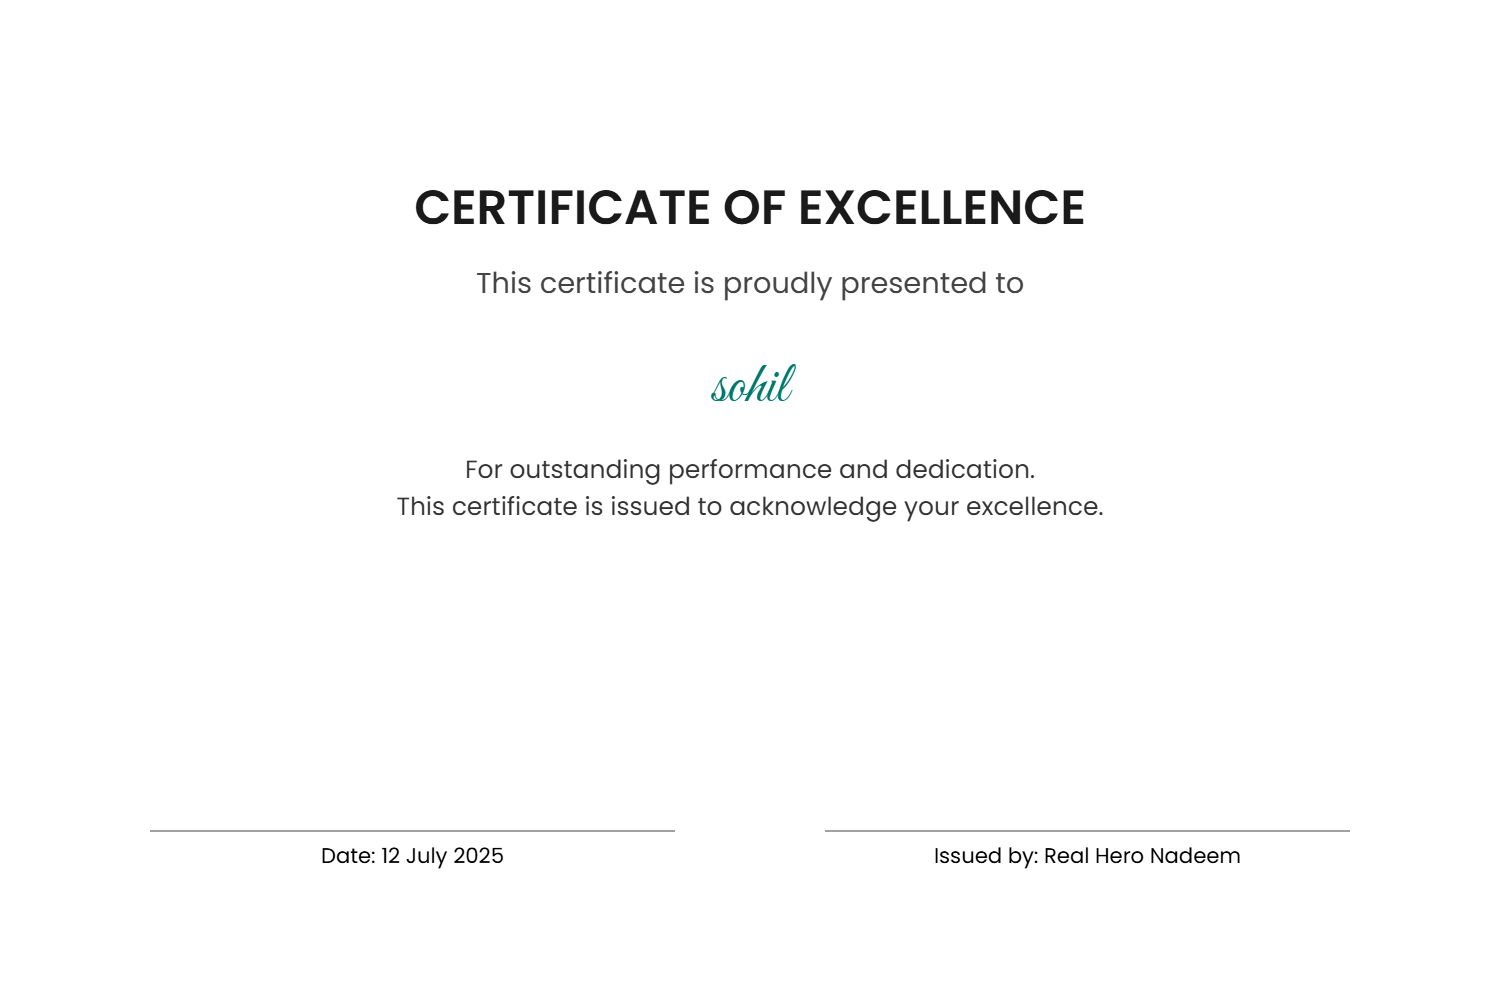 CERTIFICATE OF EXCELLENCE
This certificate is proudly presented to
sohil
For outstanding performance and dedication.
This certificate is issued to acknowledge your excellence.
Date: 12 July 2025
Issued by: Real Hero Nadeem